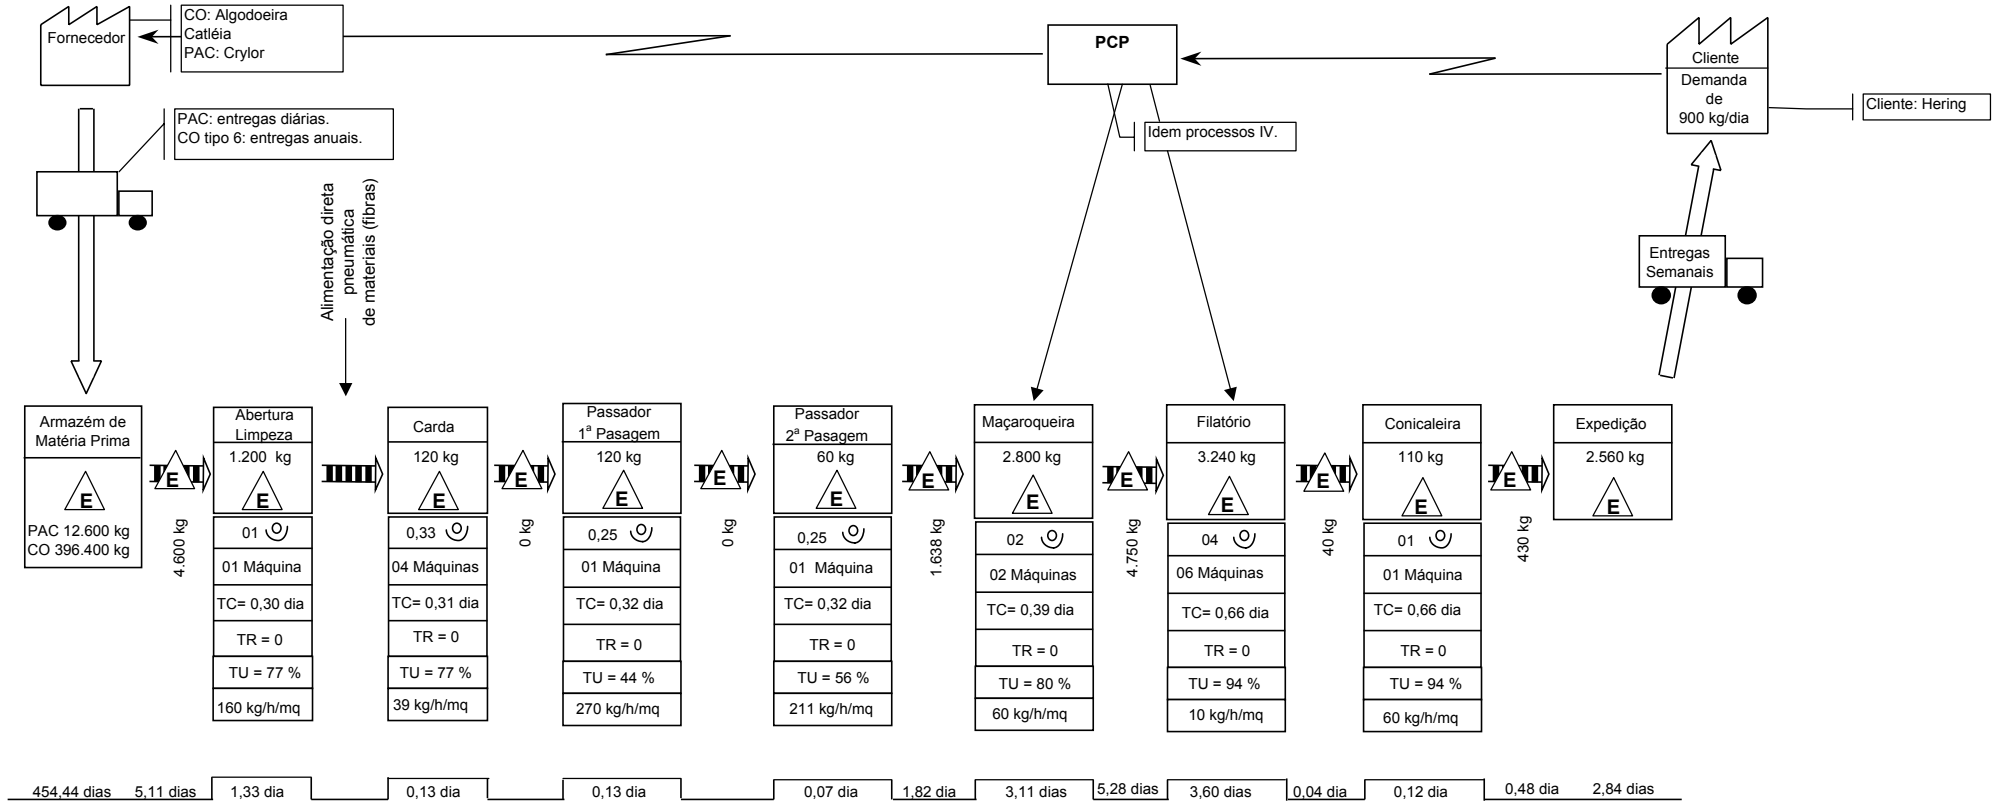 Fornecedor
CO: Algodoeira
Catléia
PAC: Crylor
PCP
Cliente
Demanda
de
900 kg/dia
Cliente: Hering
PAC: entregas diárias.
CO tipo 6: entregas anuais.
Idem processos IV.
Alimentação direta
pneumática
de materiais (fibras)
Entregas
Semanais
Armazém de
Matéria Prima
E
PAC 12.600 kg
CO 396.400 kg
E
4.600 kg
Abertura
Limpeza
1.200 kg
E
01
01 Máquina
TC= 0,30 dia
TR = 0
TU = 77 %
160 kg/h/mq
Carda
120 kg
E
0,33
04 Máquinas
TC= 0,31 dia
TR = 0
TU = 77 %
39 kg/h/mq
E
0 kg
Passador
1ª Pasagem
120 kg
E
0,25
01 Máquina
TC= 0,32 dia
TR = 0
TU = 44 %
270 kg/h/mq
E
0 kg
Passador
2ª Pasagem
60 kg
E
0,25
01 Máquina
TC= 0,32 dia
TR = 0
TU = 56 %
211 kg/h/mq
E
1.638 kg
Maçaroqueira
2.800 kg
E
02
02 Máquinas
TC= 0,39 dia
TR = 0
TU = 80 %
60 kg/h/mq
E
4.750 kg
Filatório
3.240 kg
E
04
06 Máquinas
TC= 0,66 dia
TR = 0
TU = 94 %
10 kg/h/mq
E
40 kg
Conicaleira
110 kg
E
01
01 Máquina
TC= 0,66 dia
TR = 0
TU = 94 %
60 kg/h/mq
E
430 kg
Expedição
2.560 kg
E
454,44 dias 5,11 dias 1,33 dia 0,13 dia 0,13 dia 0,07 dia 1,82 dia 3,11 dias 5,28 dias 3,60 dias 0,04 dia 0,12 dia 0,48 dia 2,84 dias